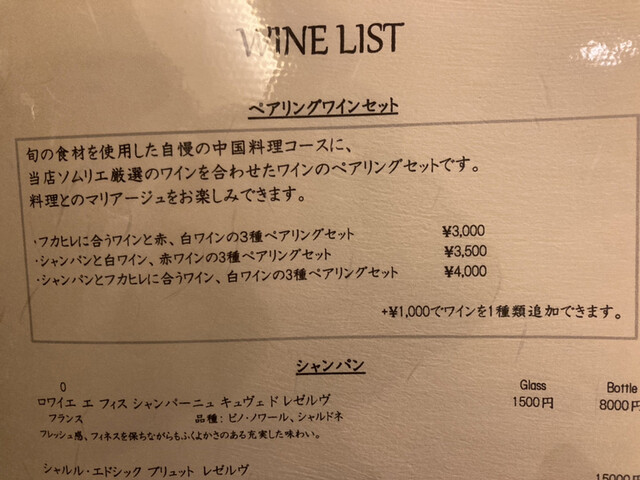 WINE LIST
ペアリングワインセット
旬の食材を使用した自慢の中国料理コースに、
当店ソムリエ厳選のワインを合わせたワインのペアリングセットです。
料理とのマリアージュをお楽しみできます。
・フカヒレに合うワインと赤、白ワインの3種ペアリングセット ¥3,000
・シャンパンと白ワイン、赤ワインの3種ペアリングセット ¥3,500
・シャンパンとフカヒレに合うワイン、白ワインの3種ペアリングセット ¥4,000
+¥1,000でワインを1種類追加できます。
シャンパン
0 Glass Bottle
ロワイエ エ フィス シャンパーニュ キュヴェ ド レゼルヴ 1500円 8000円
フランス 品種: ピノ・ノワール、シャルドネ
フレッシュ感、フィネスを保ちながらもふくよかさのある充実した味わい。
シャルル・エドシック ブリュット レゼルヴ 15000円